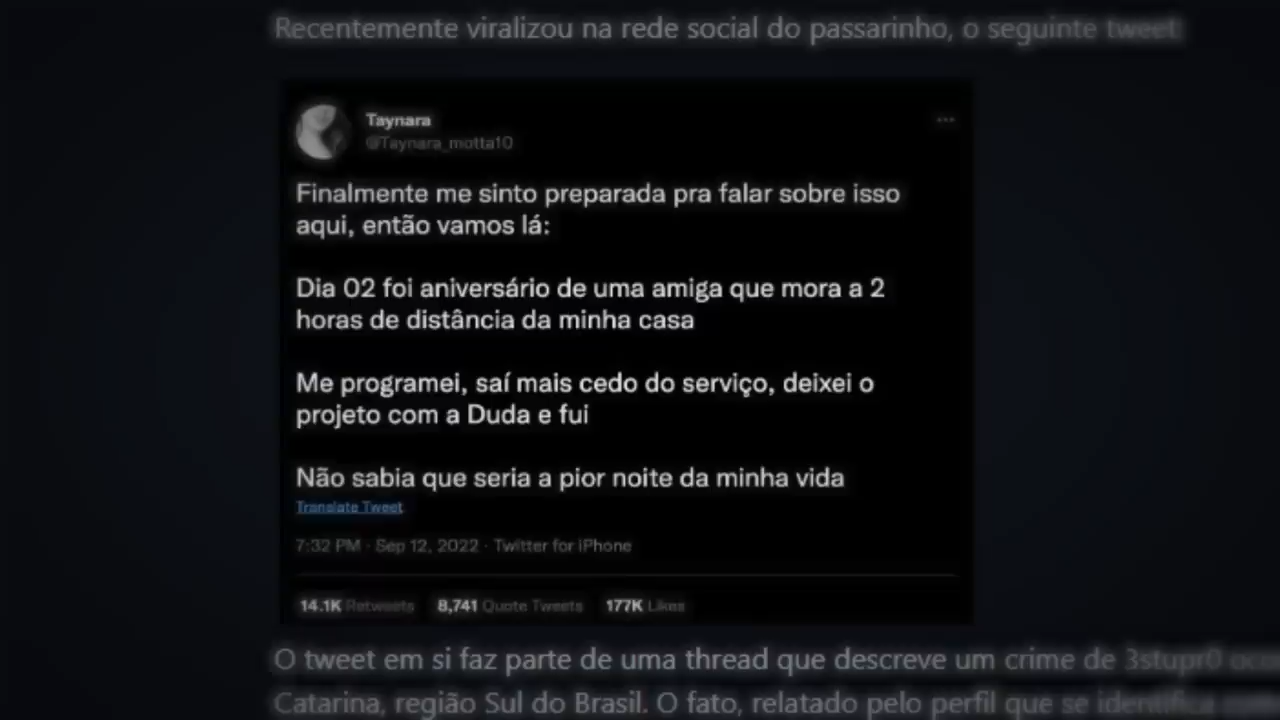 Recentemente viralizou na rede social do passarinho, o seguinte tweet:
Taynara
@Taynara_motta10
Finalmente me sinto preparada pra falar sobre isso
aqui, então vamos lá:
Dia 02 foi aniversário de uma amiga que mora a 2
horas de distância da minha casa
Me programei, saí mais cedo do serviço, deixei o
projeto com a Duda e fui
Não sabia que seria a pior noite da minha vida
Translate Tweet
7:32 PM · Sep 12, 2022 · Twitter for iPhone
14.1K Retweets 8,741 Quote Tweets 177K Likes
O tweet em si faz parte de uma thread que descreve um crime de 3stupr0
Catarina, região Sul do Brasil. O fato, relatado pelo perfil que se identifica